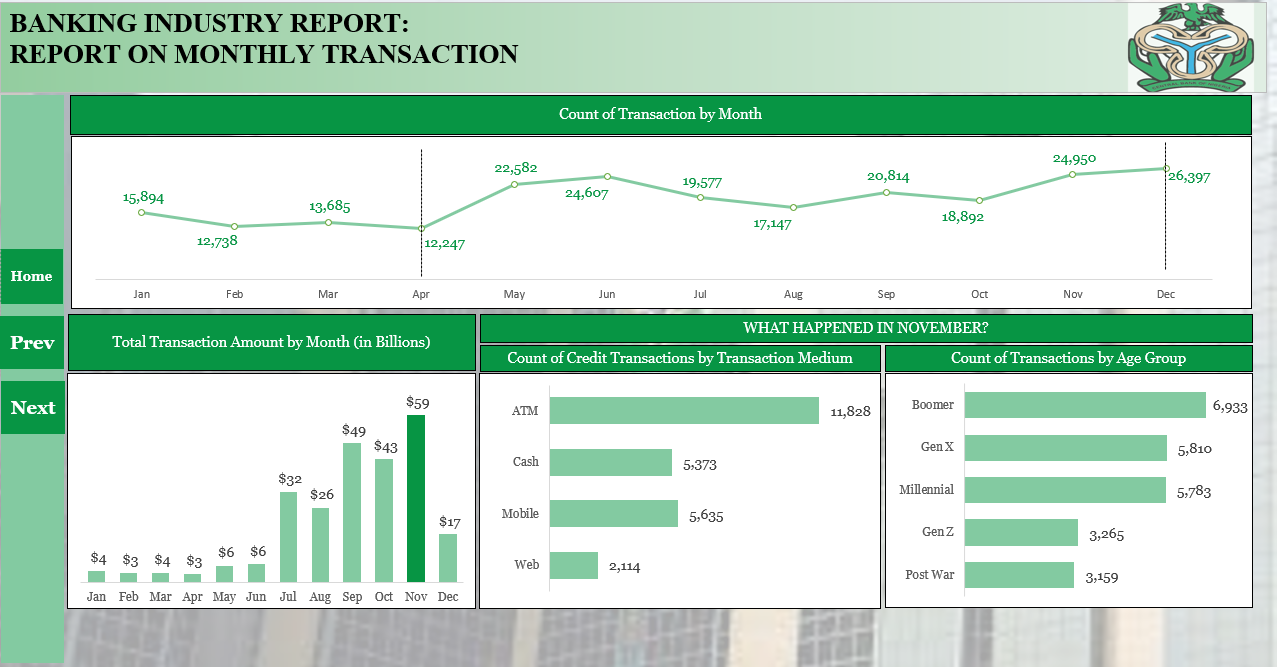 BANKING INDUSTRY REPORT:
REPORT ON MONTHLY TRANSACTION
CENTRAL BANK OF NIGERIA
Count of Transaction by Month
15,894
12,738
13,685
12,247
22,582
24,607
19,577
17,147
20,814
18,892
24,950
26,397
Jan Feb Mar Apr May Jun Jul Aug Sep Oct Nov Dec
Home
Prev
Next
Total Transaction Amount by Month (in Billions)
$4 $3 $4 $3 $6 $6 $32 $26 $49 $43 $59 $17
Jan Feb Mar Apr May Jun Jul Aug Sep Oct Nov Dec
WHAT HAPPENED IN NOVEMBER?
Count of Credit Transactions by Transaction Medium
ATM 11,828
Cash 5,373
Mobile 5,635
Web 2,114
Count of Transactions by Age Group
Boomer 6,933
Gen X 5,810
Millennial 5,783
Gen Z 3,265
Post War 3,159